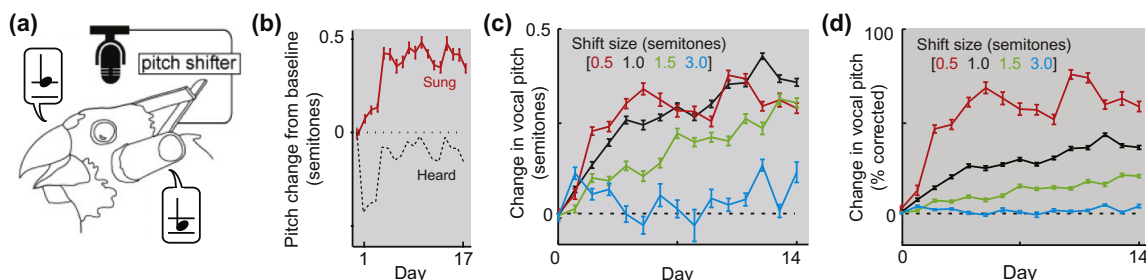 (a)
pitch shifter
(b)
Pitch change from baseline
(semitones)
0.5
0
Sung
Heard
1
17
Day
(c)
Change in vocal pitch
(semitones)
0.5
0
Shift size (semitones)
[0.5 1.0 1.5 3.0]
0
7
14
Day
(d)
Change in vocal pitch
(% corrected)
100
0
Shift size (semitones)
[0.5 1.0 1.5 3.0]
0
14
Day